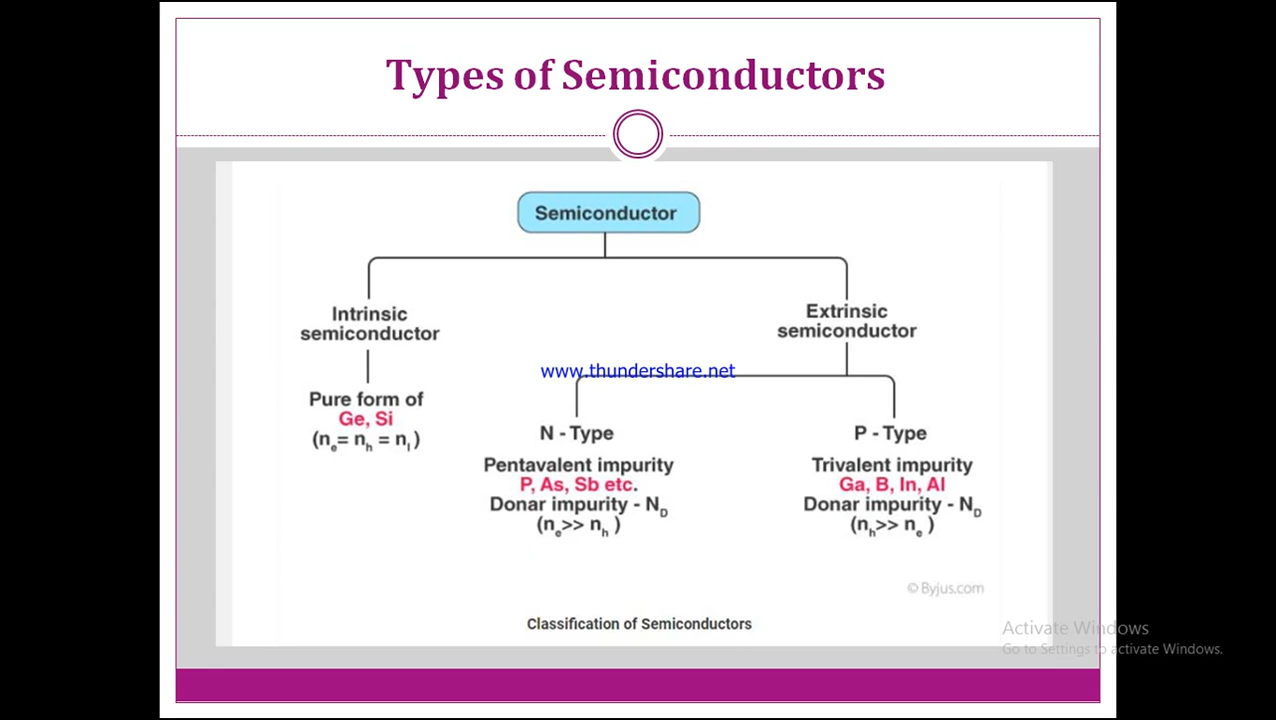 Types of Semiconductors
Semiconductor
Intrinsic
semiconductor
Pure form of
Ge, Si
(nₑ= nₕ = nI)
Extrinsic
semiconductor
www.thundershare.net
N - Type
Pentavalent impurity
P, As, Sb etc.
Donar impurity - ND
(nₑ>> nₕ )
P - Type
Trivalent impurity
Ga, B, In, Al
Donar impurity - ND
(nₕ>> nₑ )
© Byjus.com
Classification of Semiconductors
Activate Windows
Go to Settings to activate Windows.